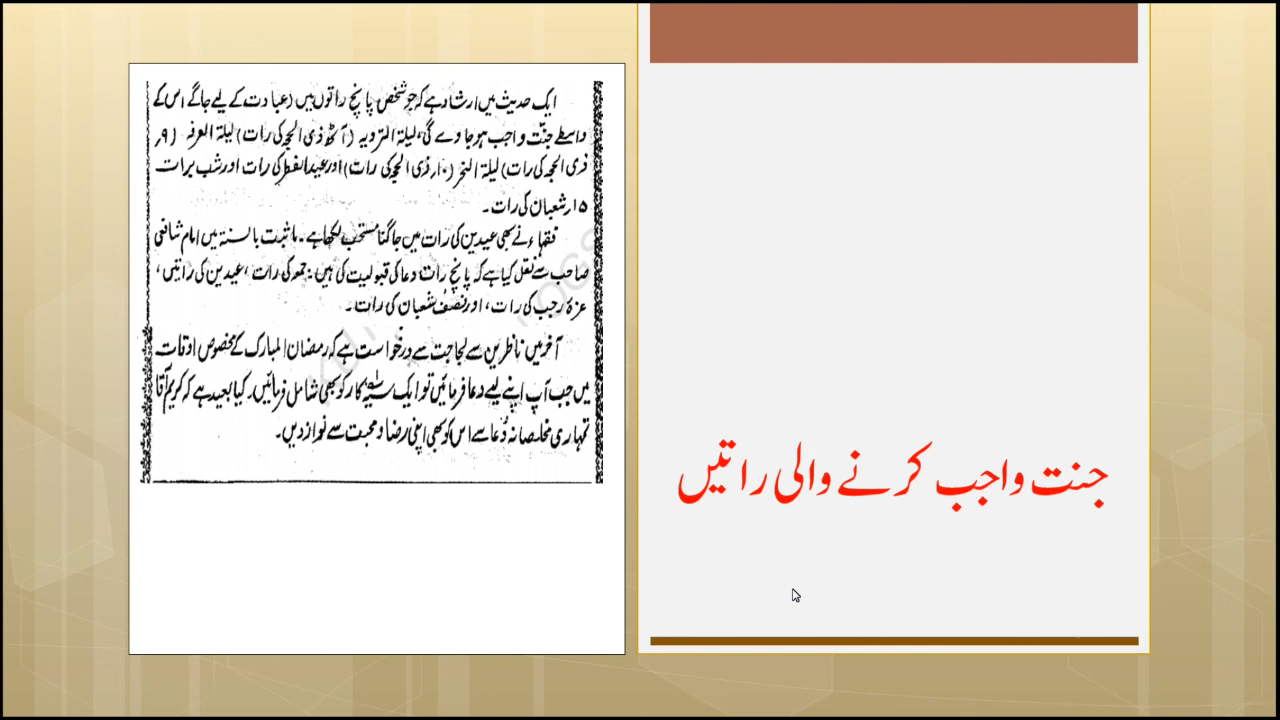 ایک حدیث میں ارشاد ہے کہ جو شخص پانچ راتوں میں (عبادت کے لیے جاگے اس کے
واسطے جنّت واجب ہو جاوے گی، لیلۃ الترویہ (آٹھ ذی الحجہ کی رات) لیلۃ العرفہ (۹؍
ذی الحجہ کی رات) لیلۃ النحر (۱۰؍ ذی الحجہ کی رات) اور عید الفطر کی رات اور شب برات
۱۵؍ شعبان کی رات۔
فقہاء نے بھی عیدین کی رات میں جاگنا مستحب لکھا ہے۔ ما ثبت بالسنۃ میں امام شافعی
صاحب سے نقل کیا ہے کہ پانچ رات دعا کی قبولیت کی ہیں: جمعہ کی رات، عیدین کی راتیں،
غرۂ رجب کی رات، اور نصف شعبان کی رات۔
آخر میں ناظرین سے لجاجت سے درخواست ہے کہ رمضان المبارک کے مخصوص اوقات
میں جب آپ اپنے لیے دعا فرمائیں تو ایک سیہ کار کو بھی شامل فرمائیں۔ کیا بعید ہے کہ کریم آقا
تمہاری مخلصانہ دُعا سے اس کو بھی اپنی رضا و محبت سے نواز دیں۔
جنت واجب کرنے والی راتیں